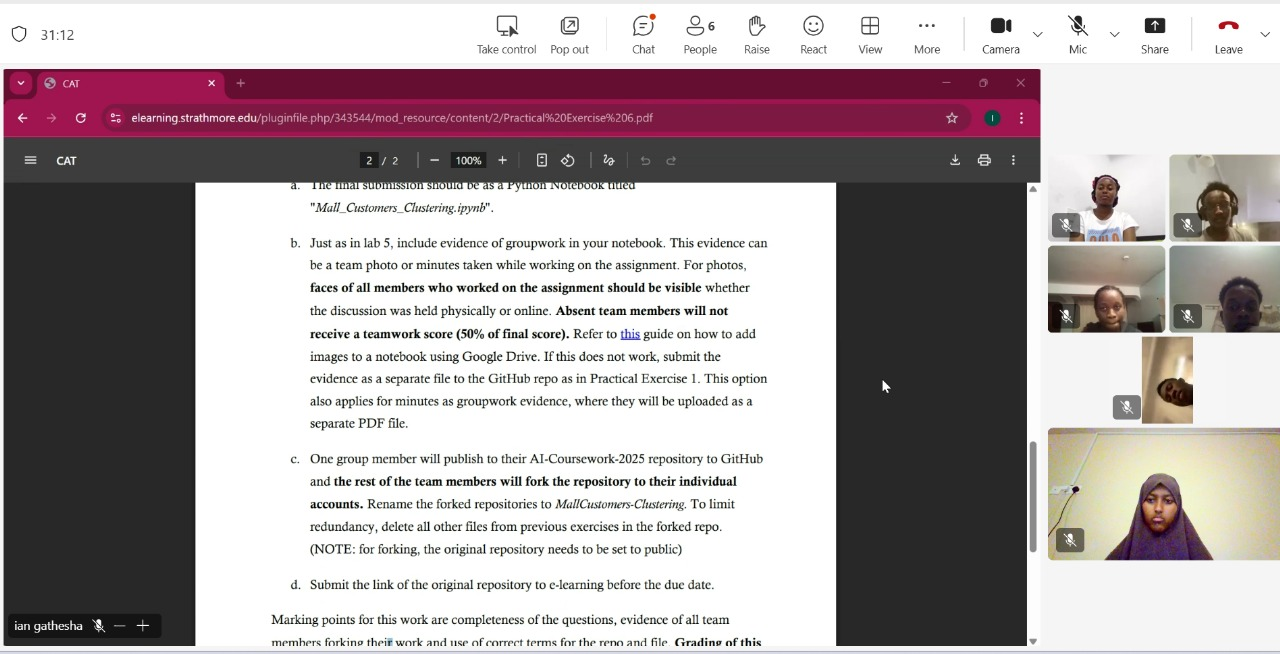 31:12
Take control
Pop out
Chat
6
People
Raise
React
View
More
Camera
Mic
Share
Leave
CAT
elearning.strathmore.edu/pluginfile.php/343544/mod_resource/content/2/Practical%20Exercise%206.pdf
I
CAT
2 / 2
100%
a. The final submission should be as a Python Notebook titled
"Mall_Customers_Clustering.ipynb".
b. Just as in lab 5, include evidence of groupwork in your notebook. This evidence can
be a team photo or minutes taken while working on the assignment. For photos,
faces of all members who worked on the assignment should be visible whether
the discussion was held physically or online. Absent team members will not
receive a teamwork score (50% of final score). Refer to this guide on how to add
images to a notebook using Google Drive. If this does not work, submit the
evidence as a separate file to the GitHub repo as in Practical Exercise 1. This option
also applies for minutes as groupwork evidence, where they will be uploaded as a
separate PDF file.
c. One group member will publish to their AI-Coursework-2025 repository to GitHub
and the rest of the team members will fork the repository to their individual
accounts. Rename the forked repositories to MallCustomers-Clustering. To limit
redundancy, delete all other files from previous exercises in the forked repo.
(NOTE: for forking, the original repository needs to be set to public)
d. Submit the link of the original repository to e-learning before the due date.
Marking points for this work are completeness of the questions, evidence of all team
members forking their work and use of correct terms for the repo and file. Grading of this
ian gathesha